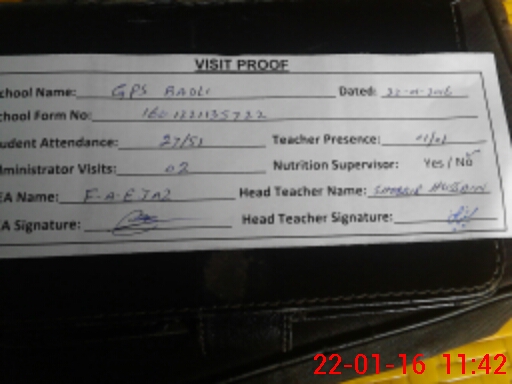 VISIT PROOF
chool Name: GPS BADLI Dated: 22-01-2016
chool Form No:
udent Attendance: 27/51 Teacher Presence:
dministrator Visits: 02 Nutrition Supervisor: Yes / No
EA Name: F-A-EJAZ Head Teacher Name: HUSSAIN
A Signature: Head Teacher Signature:
22-01-16 11:42